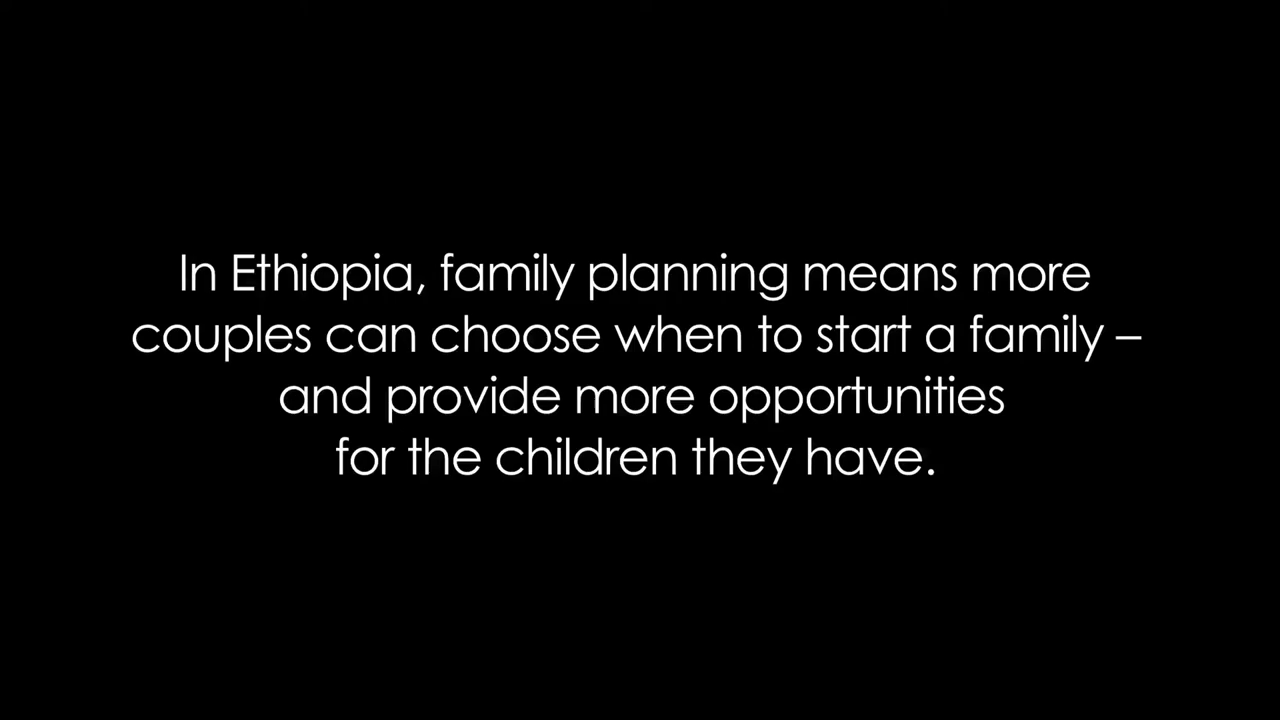 In Ethiopia, family planning means more
couples can choose when to start a family –
and provide more opportunities
for the children they have.